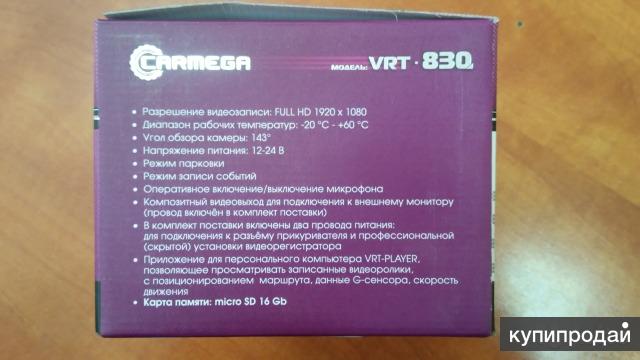 CARMEGA
МОДЕЛЬ: VRT - 830
• Разрешение видеозаписи: FULL HD 1920 x 1080
• Диапазон рабочих температур: -20 °C - +60 °C
• Угол обзора камеры: 143°
• Напряжение питания: 12-24 В
• Режим парковки
• Режим записи событий
• Оперативное включение/выключение микрофона
• Композитный видеовыход для подключения к внешнему монитору
(провод включён в комплект поставки)
• В комплект поставки включены два провода питания:
для подключения к разъёму прикуривателя и профессиональной
(скрытой) установки видеорегистратора
• Приложение для персонального компьютера VRT-PLAYER,
позволяющее просматривать записанные видеоролики,
с позиционированием маршрута, данные G-сенсора, скорость
движения
• Карта памяти: micro SD 16 Gb
купипродай